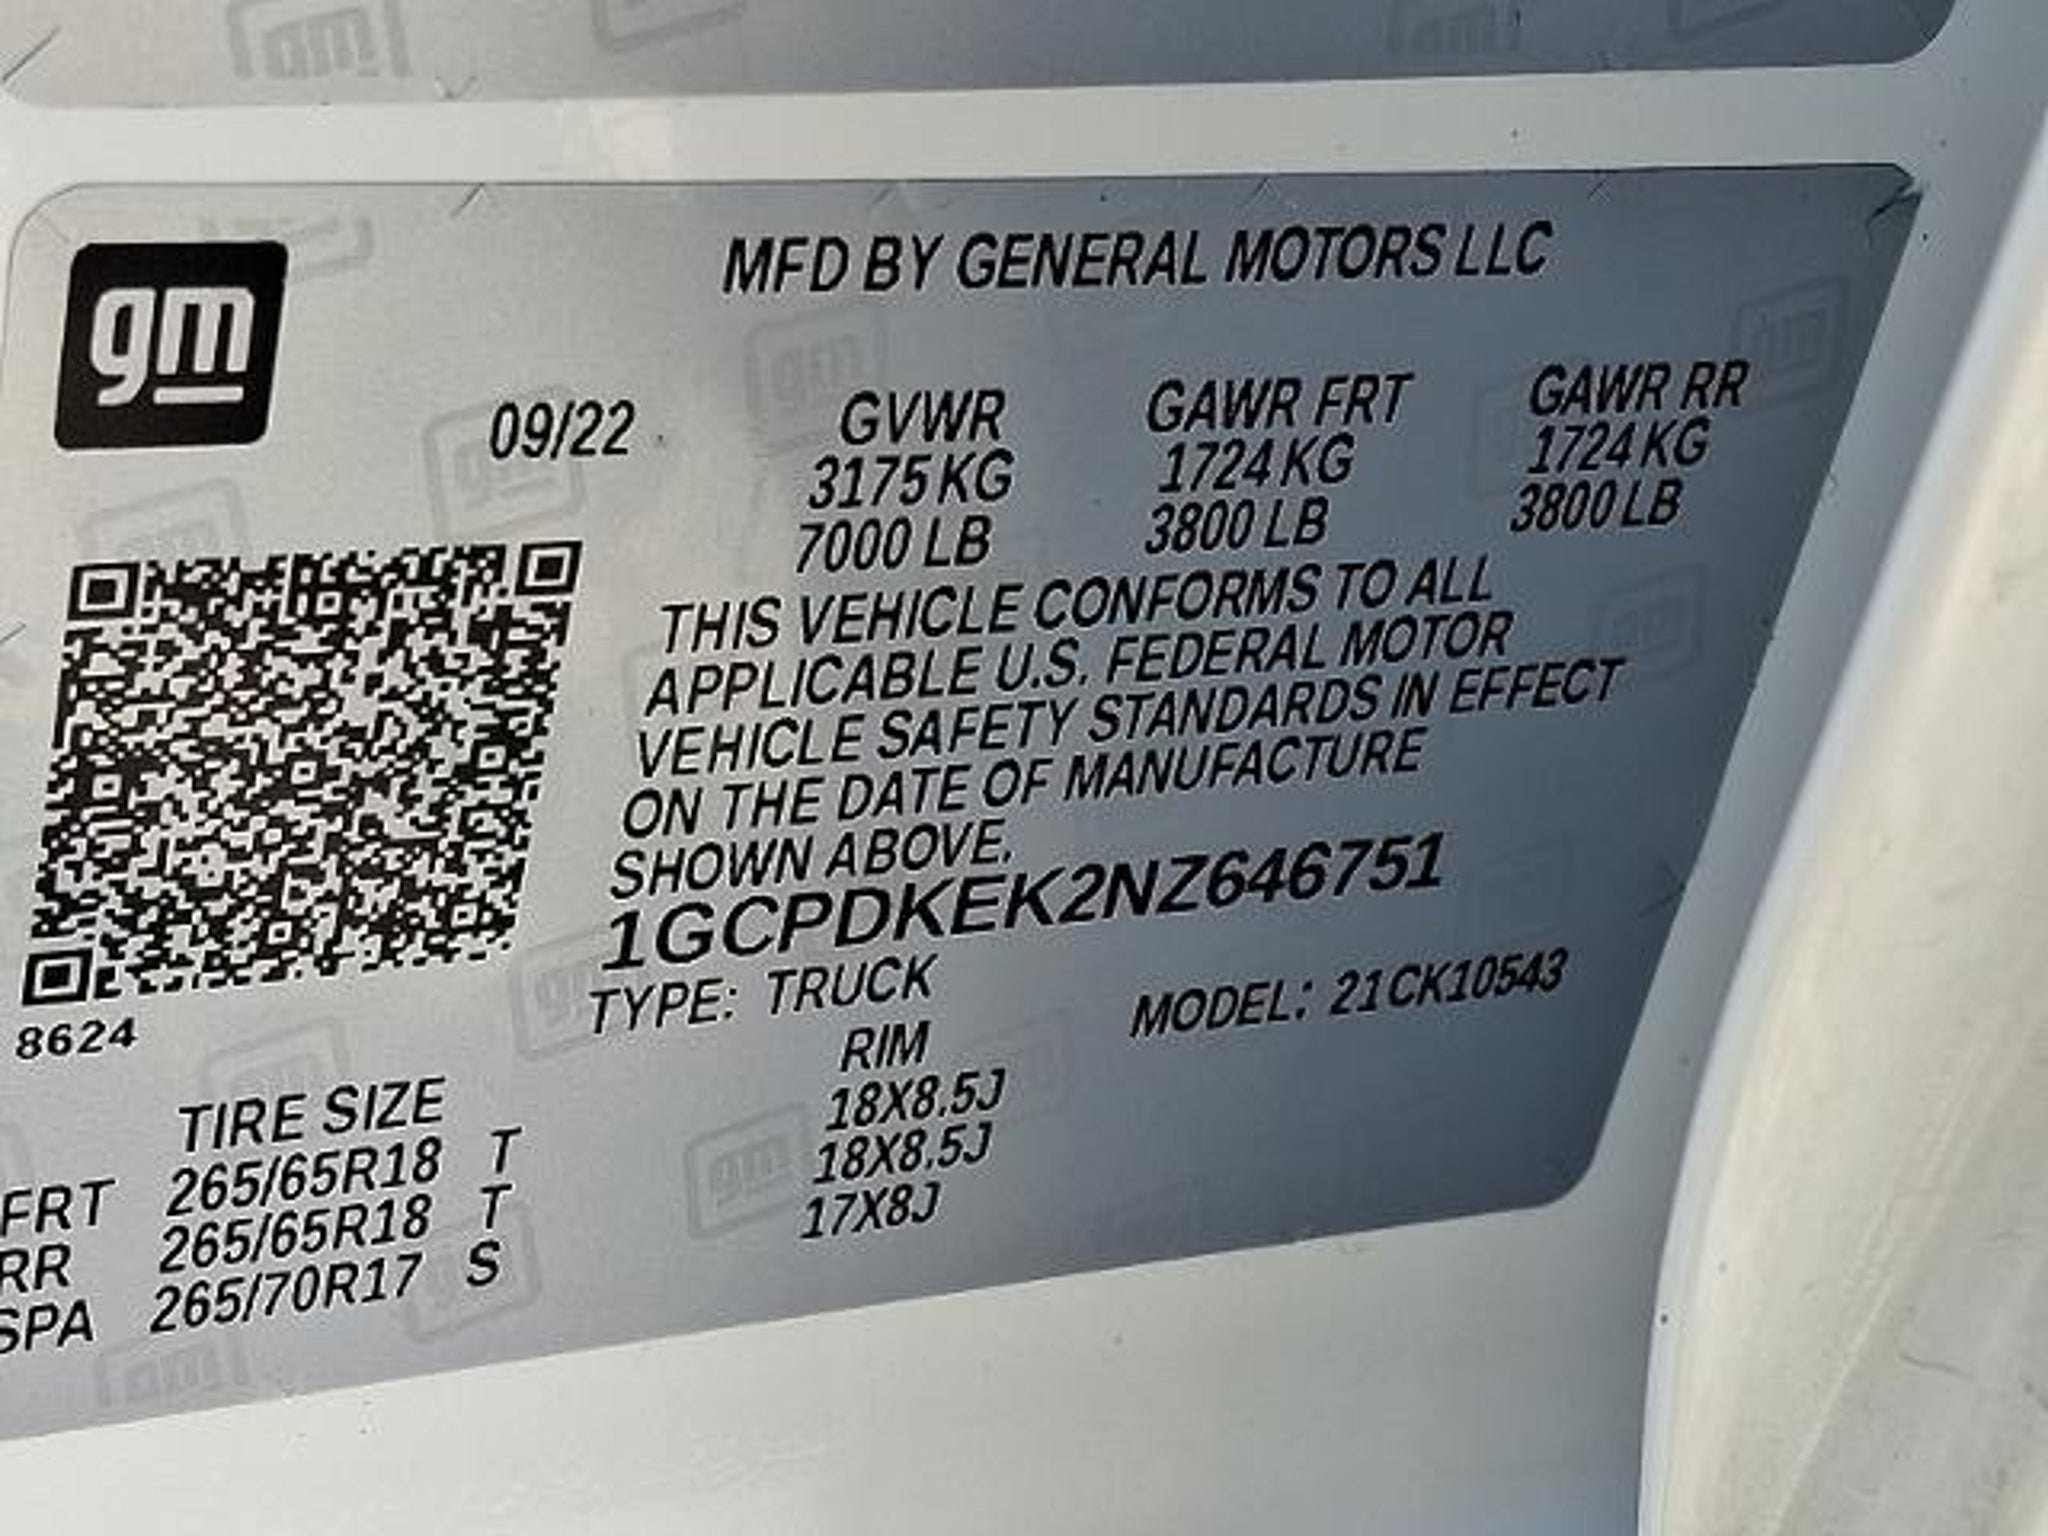 gm
MFD BY GENERAL MOTORS LLC
09/22 GVWR GAWR FRT GAWR RR
3175 KG 1724 KG 1724 KG
7000 LB 3800 LB 3800 LB
THIS VEHICLE CONFORMS TO ALL
APPLICABLE U.S. FEDERAL MOTOR
VEHICLE SAFETY STANDARDS IN EFFECT
ON THE DATE OF MANUFACTURE
SHOWN ABOVE.
1GCPDKEK2NZ646751
TYPE: TRUCK MODEL: 21CK10543
8624
TIRE SIZE RIM
FRT 265/65R18 T 18X8.5J
RR 265/65R18 T 18X8.5J
SPA 265/70R17 S 17X8J